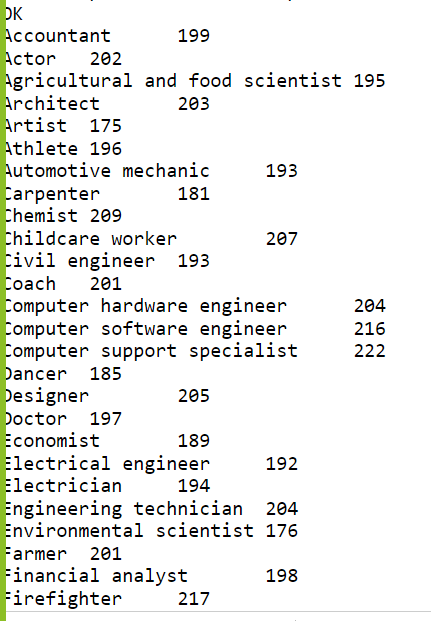 OK
Accountant 199
Actor 202
Agricultural and food scientist 195
Architect 203
Artist 175
Athlete 196
Automotive mechanic 193
Carpenter 181
Chemist 209
Childcare worker 207
Civil engineer 193
Coach 201
Computer hardware engineer 204
Computer software engineer 216
Computer support specialist 222
Dancer 185
Designer 205
Doctor 197
Economist 189
Electrical engineer 192
Electrician 194
Engineering technician 204
Environmental scientist 176
Farmer 201
Financial analyst 198
Firefighter 217